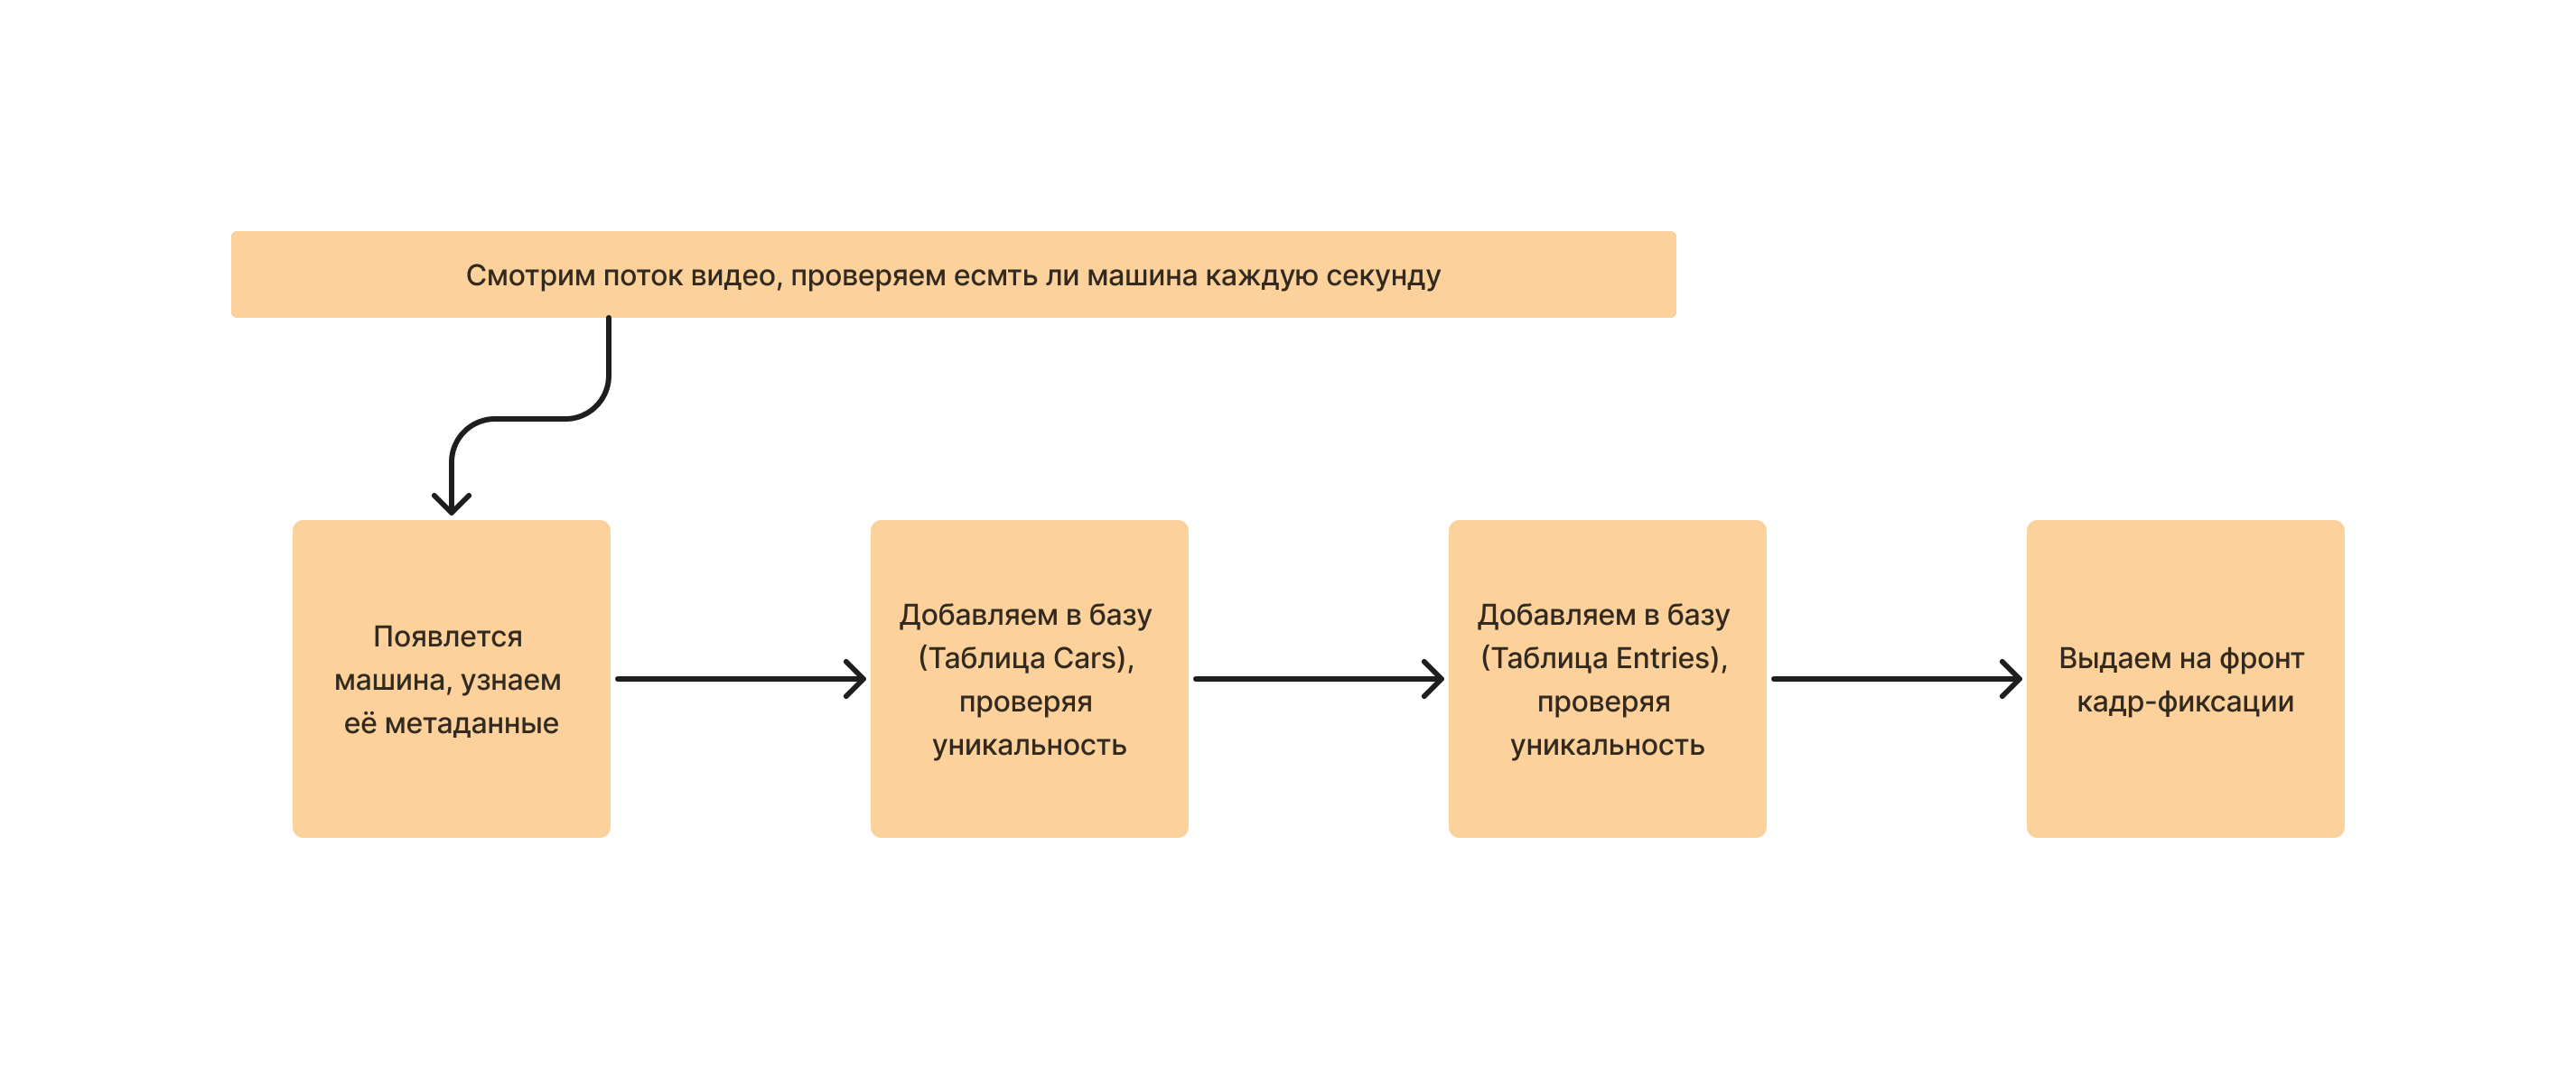 Смотрим поток видео, проверяем есмть ли машина каждую секунду
Появлется
машина, узнаем
её метаданные
Добавляем в базу
(Таблица Cars),
проверяя
уникальность
Добавляем в базу
(Таблица Entries),
проверяя
уникальность
Выдаем на фронт
кадр-фиксации